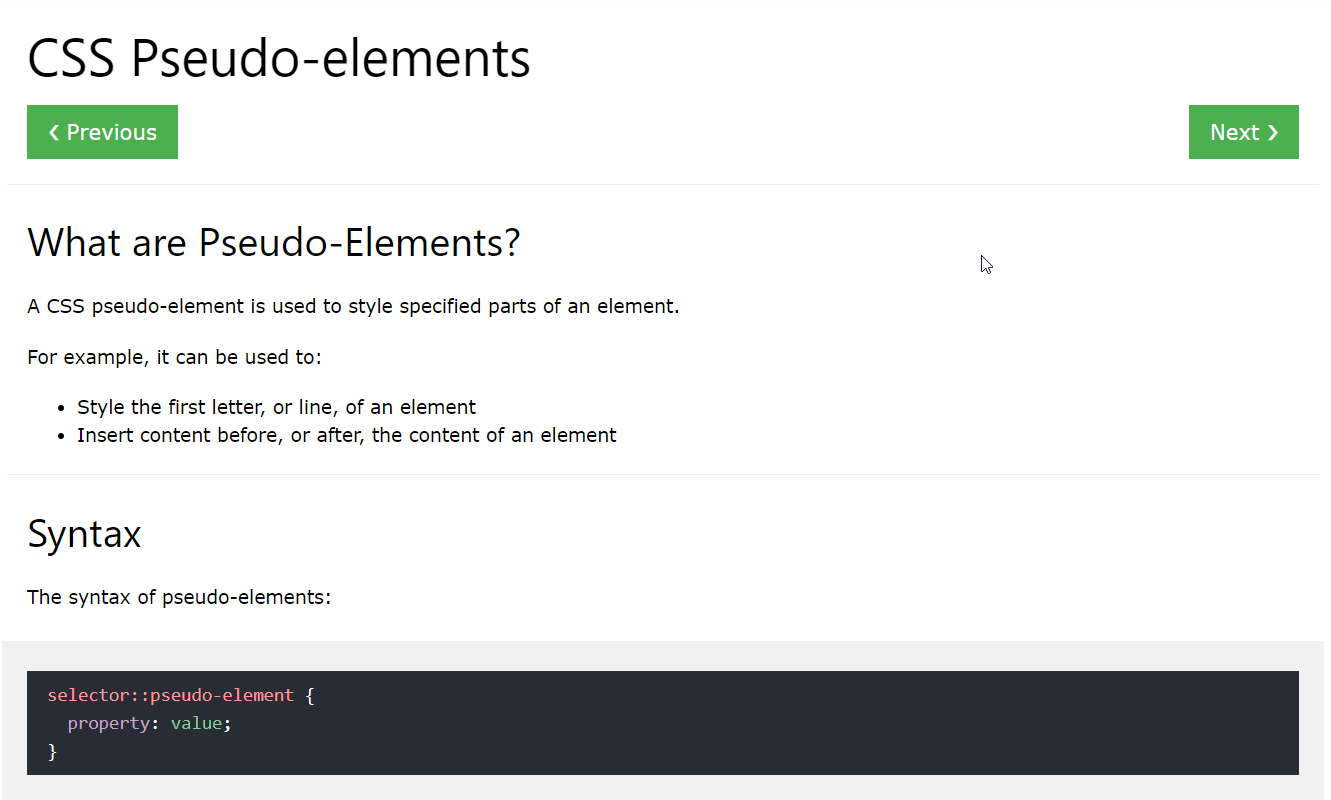 CSS Pseudo-elements
❮ Previous
Next ❯
What are Pseudo-Elements?
A CSS pseudo-element is used to style specified parts of an element.
For example, it can be used to:
• Style the first letter, or line, of an element
• Insert content before, or after, the content of an element
Syntax
The syntax of pseudo-elements:
selector::pseudo-element {
  property: value;
}